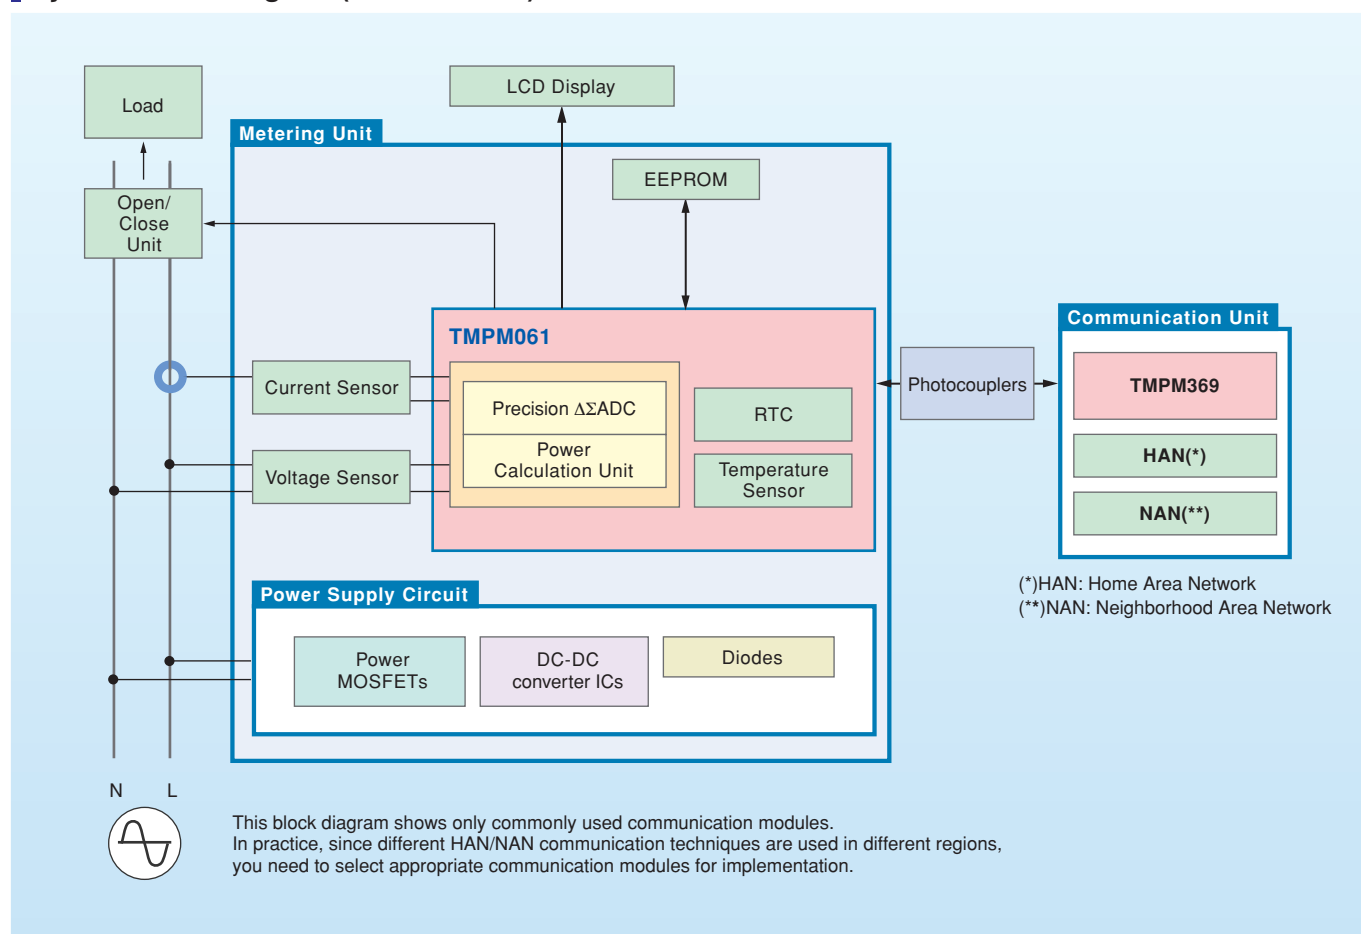 Load
LCD Display
Metering Unit
EEPROM
Open/
Close
Unit
TMPM061
Communication Unit
Current Sensor
Precision ΔΣADC
RTC
Photocouplers
TMPM369
Power
Calculation Unit
Voltage Sensor
Temperature
Sensor
HAN(*)
NAN(**)
(*)HAN: Home Area Network
(**)NAN: Neighborhood Area Network
Power Supply Circuit
Power
MOSFETs
DC-DC
converter ICs
Diodes
N
L
This block diagram shows only commonly used communication modules.
In practice, since different HAN/NAN communication techniques are used in different regions,
you need to select appropriate communication modules for implementation.